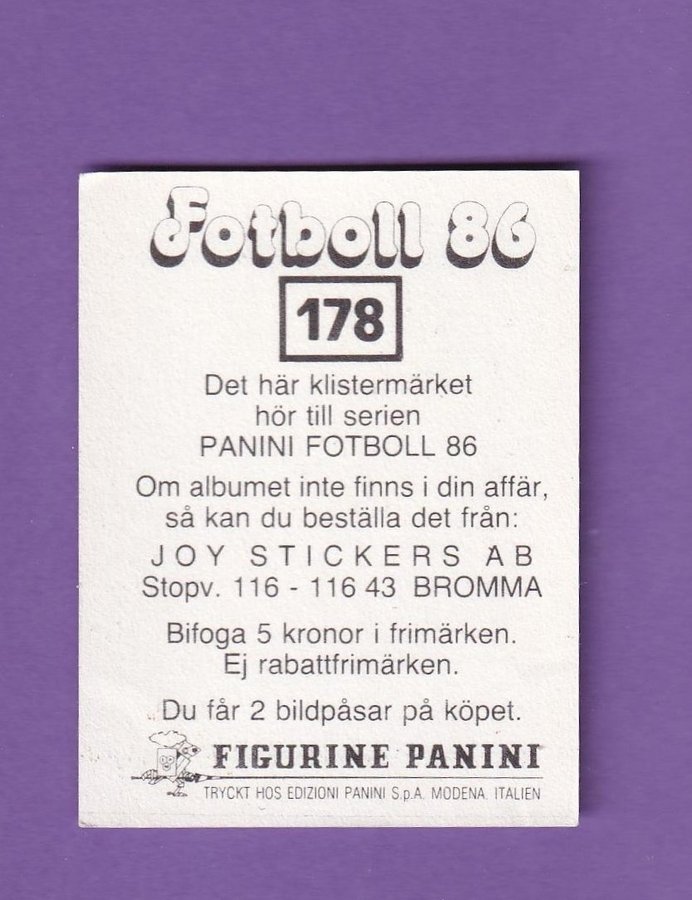 Fotboll 86
178
Det här klistermärket
hör till serien
PANINI FOTBOLL 86
Om albumet inte finns i din affär,
så kan du beställa det från:
JOY STICKERS AB
Stopv. 116 - 116 43 BROMMA
Bifoga 5 kronor i frimärken.
Ej rabattfrimärken.
Du får 2 bildpåsar på köpet.
FIGURINE PANINI
TRYCKT HOS EDIZIONI PANINI S.p.A. MODENA. ITALIEN